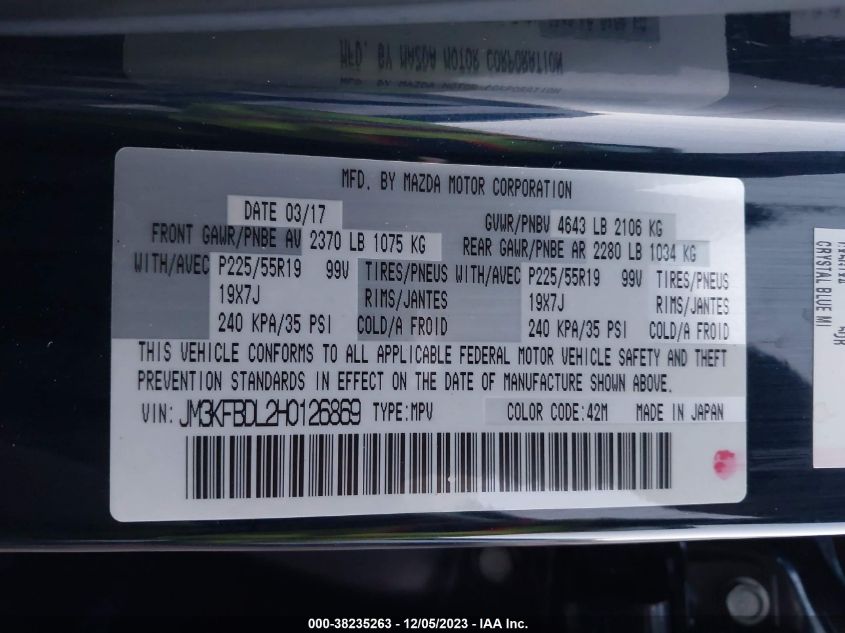 MFD. BY MAZDA MOTOR CORPORATION
MFD. BY MAZDA MOTOR CORPORATION
DATE 03/17
GVWR/PNBV 4643 LB 2106 KG
FRONT GAWR/PNBE AV 2370 LB 1075 KG
REAR GAWR/PNBE AR 2280 LB 1034 KG
WITH/AVEC P225/55R19 99V TIRES/PNEUS WITH/AVEC P225/55R19 99V TIRES/PNEUS
19X7J RIMS/JANTES 19X7J RIMS/JANTES
240 KPA/35 PSI COLD/A FROID 240 KPA/35 PSI COLD/A FROID
THIS VEHICLE CONFORMS TO ALL APPLICABLE FEDERAL MOTOR VEHICLE SAFETY AND THEFT
PREVENTION STANDARDS IN EFFECT ON THE DATE OF MANUFACTURE SHOWN ABOVE.
VIN: JM3KFBDL2H0126869 TYPE:MPV COLOR CODE:42M MADE IN JAPAN
CRYSTAL BLUE MI
000-38235263 - 12/05/2023 - IAA Inc.